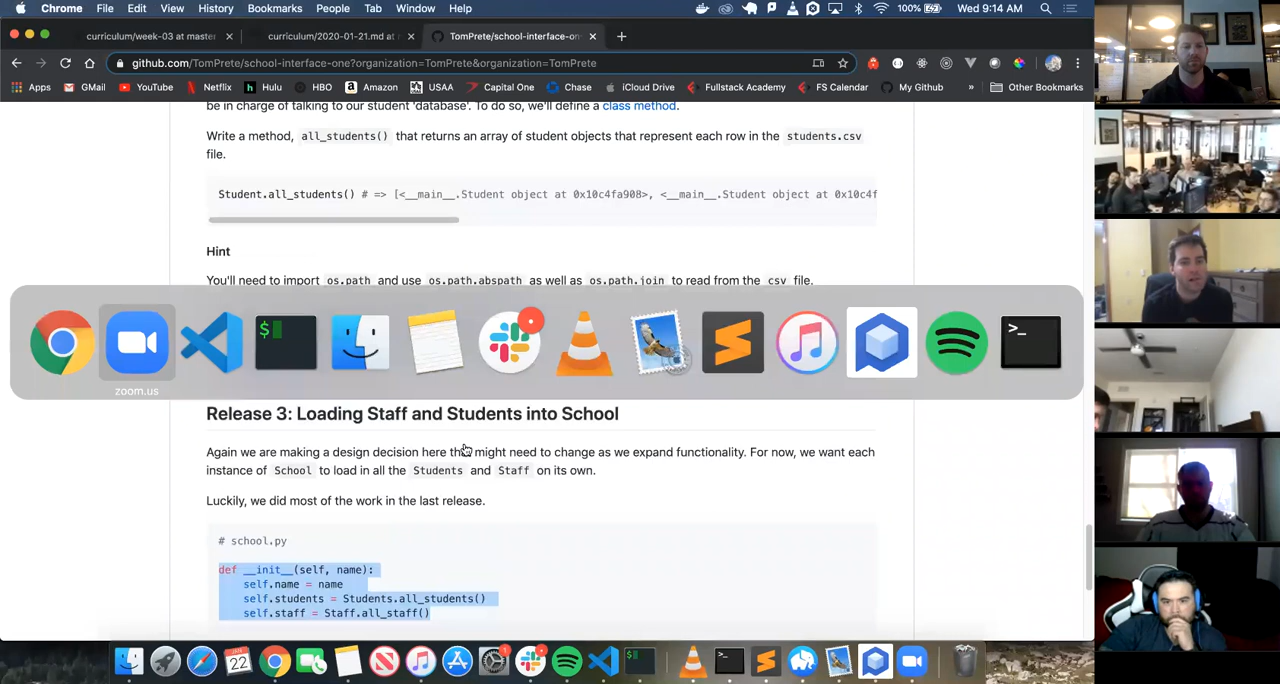 Chrome File Edit View History Bookmarks People Tab Window Help 100% Wed 9:14 AM
curriculum/week-03 at master curriculum/2020-01-21.md at m TomPrete/school-interface-one
github.com/TomPrete/school-interface-one?organization=TomPrete&organization=TomPrete
Apps GMail YouTube Netflix Hulu HBO Amazon USAA Capital One Chase iCloud Drive Fullstack Academy FS Calendar My Github » Other Bookmarks
be in charge of talking to our student 'database'. To do so, we'll define a class method.
Write a method, all_students() that returns an array of student objects that represent each row in the students.csv
file.
Student.all_students() # => [<__main__.Student object at 0x10c4fa908>, <__main__.Student object at 0x10c4f
Hint
You'll need to import os.path and use os.path.abspath as well as os.path.join to read from the csv file.
zoom.us
Release 3: Loading Staff and Students into School
Again we are making a design decision here that might need to change as we expand functionality. For now, we want each
instance of School to load in all the Students and Staff on its own.
Luckily, we did most of the work in the last release.
# school.py
def __init__(self, name):
self.name = name
self.students = Students.all_students()
self.staff = Staff.all_staff()
22